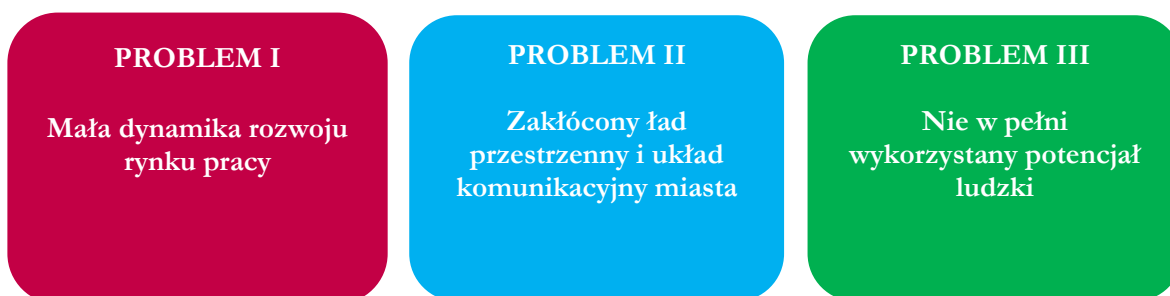 PROBLEM I
Mała dynamika rozwoju
rynku pracy
PROBLEM II
Zakłócony ład
przestrzenny i układ
komunikacyjny miasta
PROBLEM III
Nie w pełni
wykorzystany potencjał
ludzki